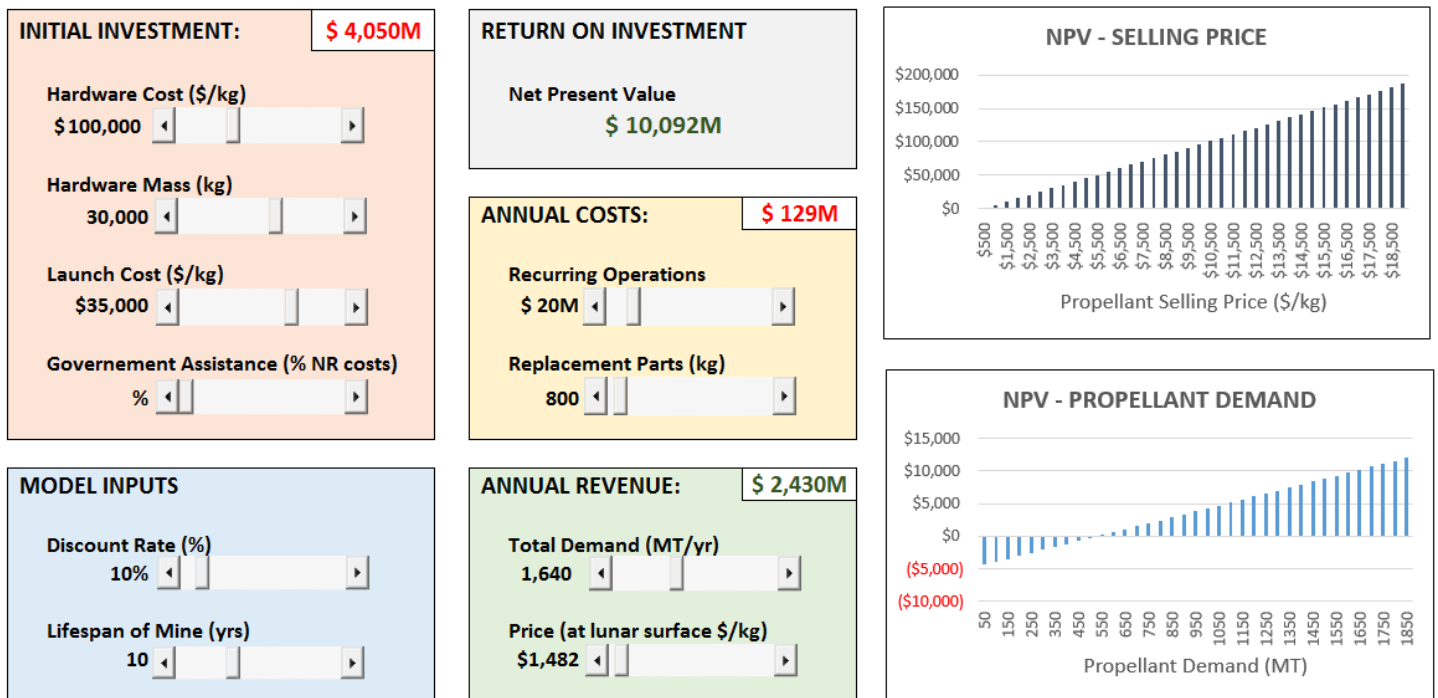 INITIAL INVESTMENT:
$ 4,050M
Hardware Cost ($/kg)
$100,000
Hardware Mass (kg)
30,000
Launch Cost ($/kg)
$35,000
Governement Assistance (% NR costs)
%
MODEL INPUTS
Discount Rate (%)
10%
Lifespan of Mine (yrs)
10
RETURN ON INVESTMENT
Net Present Value
$ 10,092M
ANNUAL COSTS:
$ 129M
Recurring Operations
$ 20M
Replacement Parts (kg)
800
ANNUAL REVENUE:
$ 2,430M
Total Demand (MT/yr)
1,640
Price (at lunar surface $/kg)
$1,482
NPV - SELLING PRICE
$200,000
$150,000
$100,000
$50,000
$0
$500
$1,500
$2,500
$3,500
$4,500
$5,500
$6,500
$7,500
$8,500
$9,500
$10,500
$11,500
$12,500
$13,500
$14,500
$15,500
$16,500
$17,500
$18,500
Propellant Selling Price ($/kg)
NPV - PROPELLANT DEMAND
$15,000
$10,000
$5,000
$0
($5,000)
($10,000)
50
150
250
350
450
550
650
750
850
950
1050
1150
1250
1350
1450
1550
1650
1750
1850
Propellant Demand (MT)